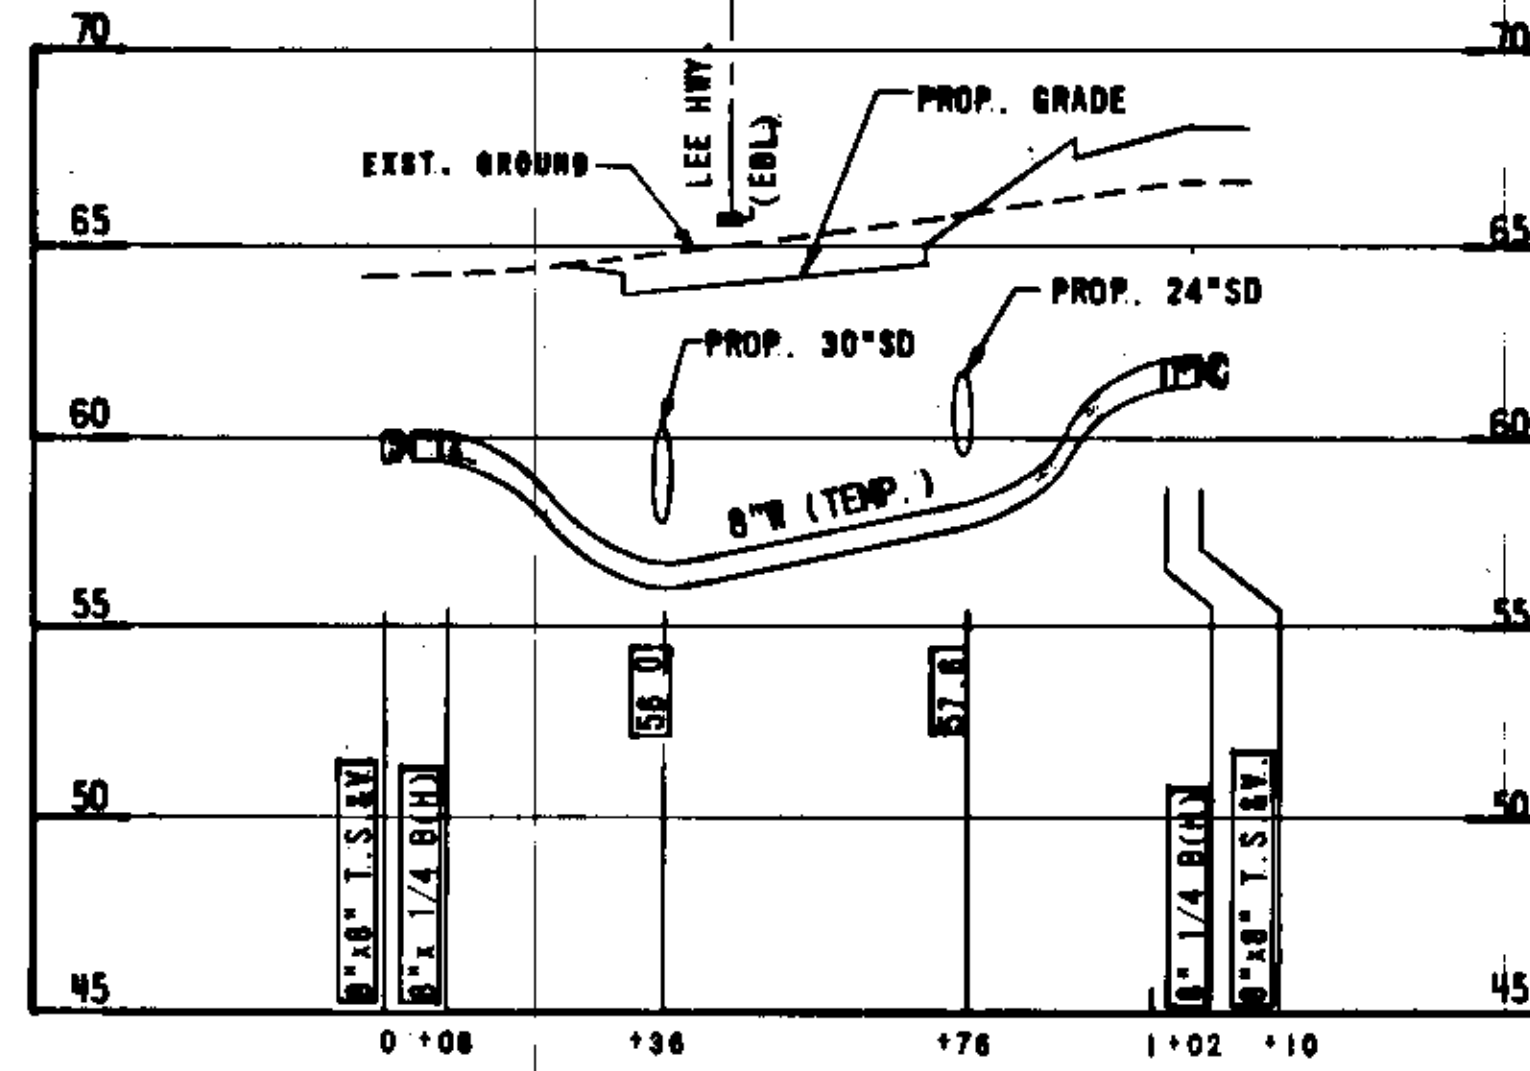 70
70
LEE HWY.
(EBL)
PROP. GRADE
EXST. GROUND
65
65
PROP. 24"SD
PROP. 30"SD
60
60
8"W (TEMP.)
55
55
56.0
57.6
50
50
8"x8" T.S.&V.
8"x 1/4 B(H)
8" 1/4 B(H)
8"x8" T.S.&V.
45
45
0 +08 +36 +76 1+02 +10